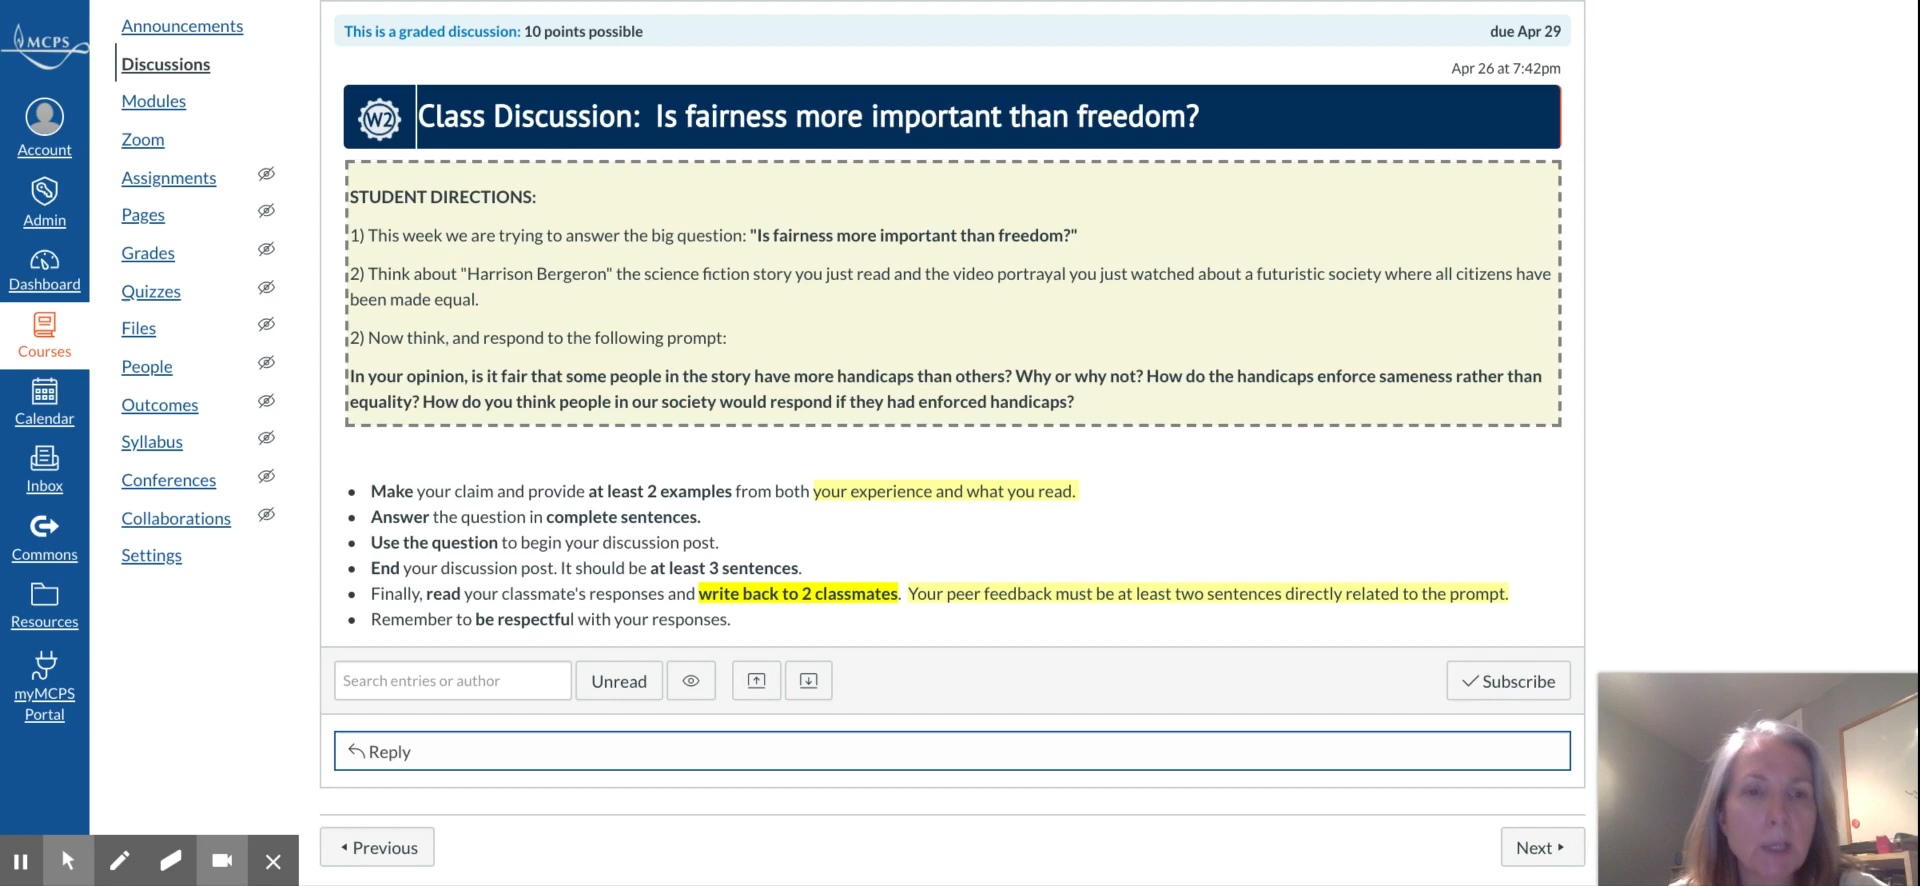 MCPS
Account
Admin
Dashboard
Courses
Calendar
Inbox
Commons
Resources
myMCPS
Portal
Announcements
Discussions
Modules
Zoom
Assignments
Pages
Grades
Quizzes
Files
People
Outcomes
Syllabus
Conferences
Collaborations
Settings
This is a graded discussion: 10 points possible
due Apr 29
Apr 26 at 7:42pm
W2
Class Discussion: Is fairness more important than freedom?
STUDENT DIRECTIONS:
1) This week we are trying to answer the big question: "Is fairness more important than freedom?"
2) Think about "Harrison Bergeron" the science fiction story you just read and the video portrayal you just watched about a futuristic society where all citizens have
been made equal.
2) Now think, and respond to the following prompt:
In your opinion, is it fair that some people in the story have more handicaps than others? Why or why not? How do the handicaps enforce sameness rather than
equality? How do you think people in our society would respond if they had enforced handicaps?
• Make your claim and provide at least 2 examples from both your experience and what you read.
• Answer the question in complete sentences.
• Use the question to begin your discussion post.
• End your discussion post. It should be at least 3 sentences.
• Finally, read your classmate's responses and write back to 2 classmates. Your peer feedback must be at least two sentences directly related to the prompt.
• Remember to be respectful with your responses.
Search entries or author
Unread
Subscribe
Reply
Previous
Next